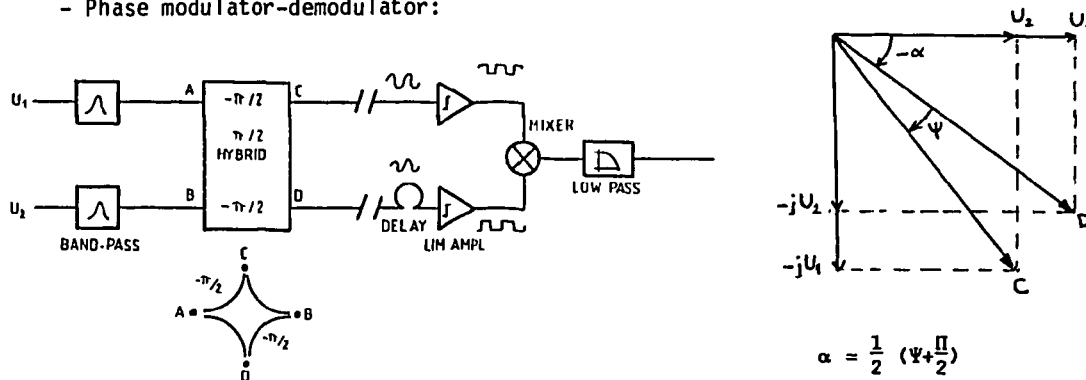 - Phase modulator-demodulator:
U₁
A
-π/2
C
π/2
HYBRID
MIXER
U₂
B
-π/2
D
DELAY
LOW PASS
BAND-PASS
LIM AMPL
C
-π/2
A
B
-π/2
D
U₂
-α
Ψ
-jU₂
D
-jU₁
C
α = 1/2 (Ψ+Π/2)